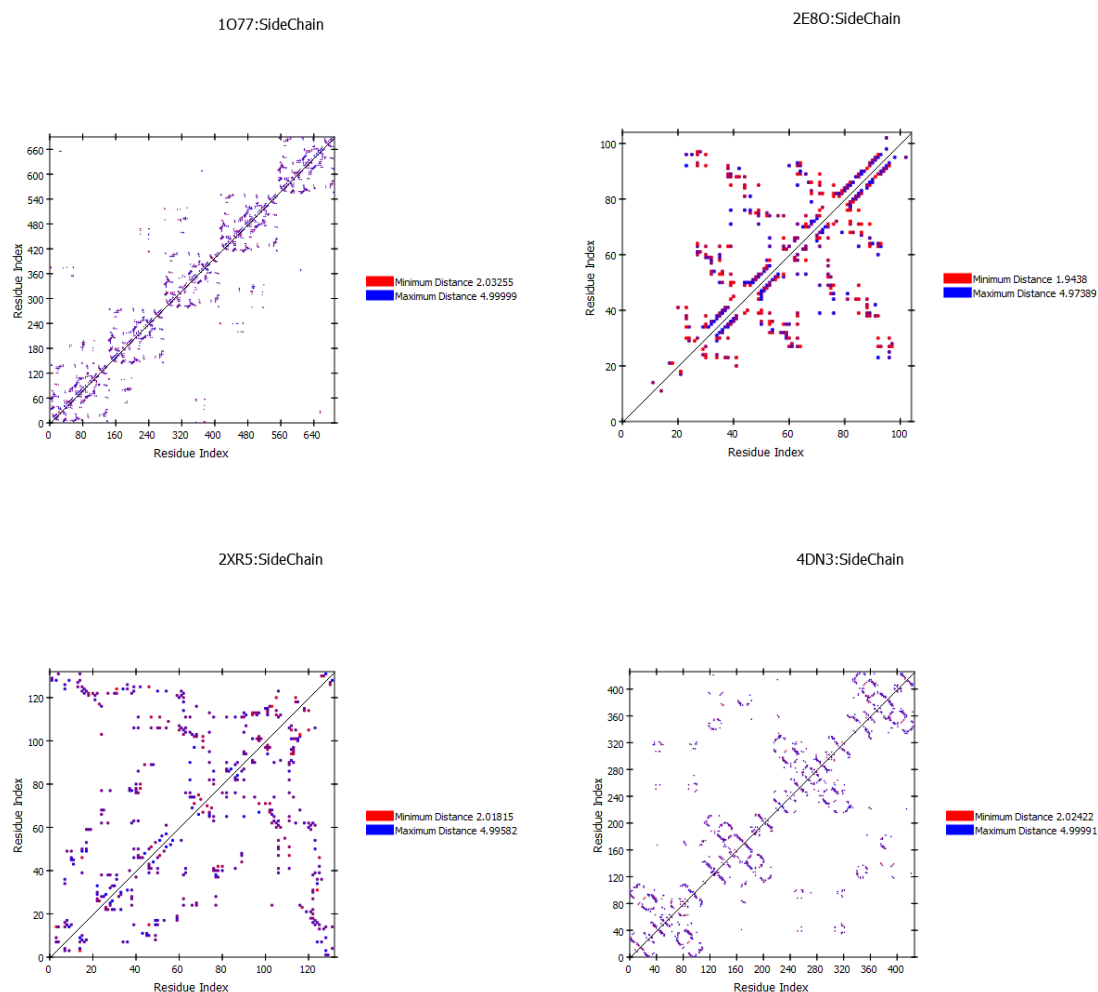 1O77:SideChain
2E8O:SideChain
660
600
540
480
420
360
300
240
180
120
60
0
0 80 160 240 320 400 480 560 640
Residue Index
Residue Index
Minimum Distance 2.03255
Maximum Distance 4.99999
100
80
60
40
20
0
0 20 40 60 80 100
Residue Index
Residue Index
Minimum Distance 1.9438
Maximum Distance 4.97389
2XR5:SideChain
4DN3:SideChain
120
100
80
60
40
20
0
0 20 40 60 80 100 120
Residue Index
Residue Index
Minimum Distance 2.01815
Maximum Distance 4.99582
400
360
320
280
240
200
160
120
80
40
0
0 40 80 120 160 200 240 280 320 360 400
Residue Index
Residue Index
Minimum Distance 2.02422
Maximum Distance 4.99991